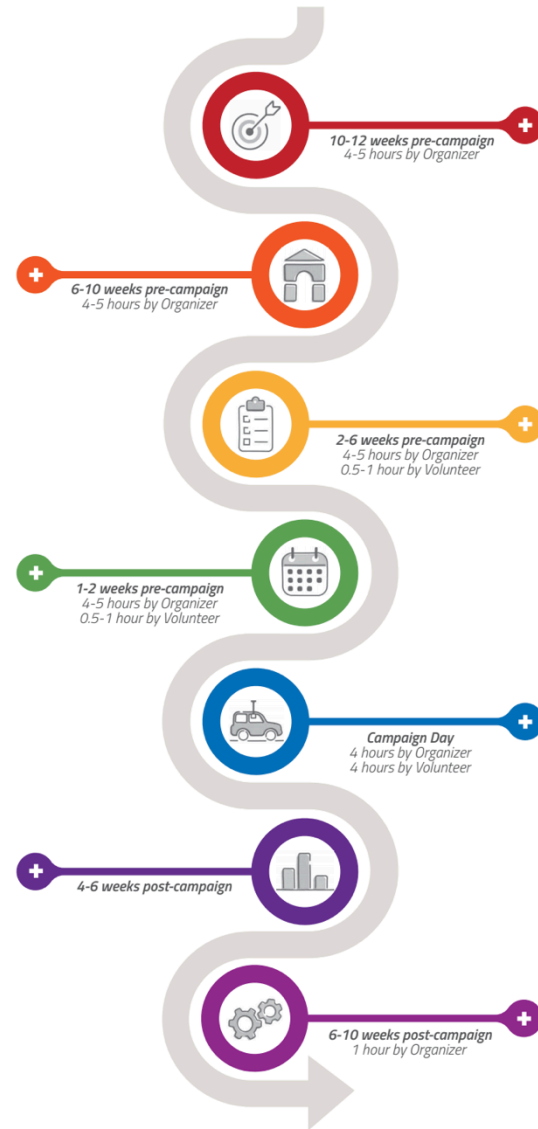 10-12 weeks pre-campaign
4-5 hours by Organizer
6-10 weeks pre-campaign
4-5 hours by Organizer
2-6 weeks pre-campaign
4-5 hours by Organizer
0.5-1 hour by Volunteer
1-2 weeks pre-campaign
4-5 hours by Organizer
0.5-1 hour by Volunteer
Campaign Day
4 hours by Organizer
4 hours by Volunteer
4-6 weeks post-campaign
6-10 weeks post-campaign
1 hour by Organizer